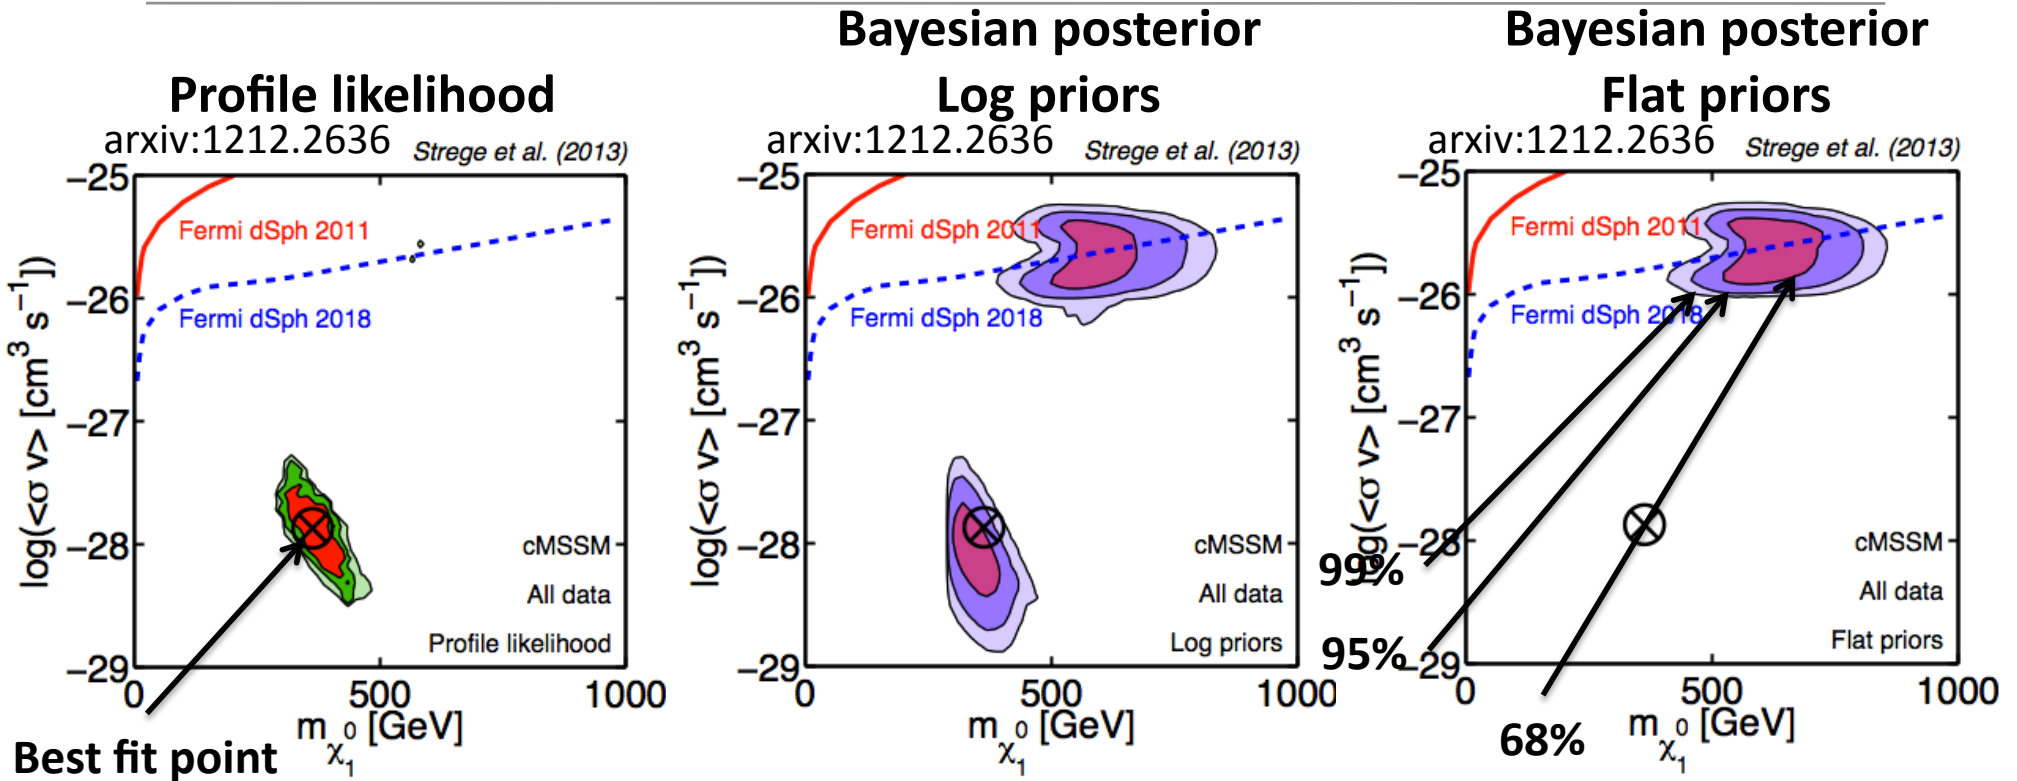 Profile likelihood
arxiv:1212.2636
Strege et al. (2013)
−25
−26
−27
−28
−29
0
500
1000
log(<σ v> [cm³ s⁻¹])
m χ₁⁰ [GeV]
Fermi dSph 2011
Fermi dSph 2018
cMSSM
All data
Profile likelihood
Best fit point
Bayesian posterior
Log priors
arxiv:1212.2636
Strege et al. (2013)
−25
−26
−27
−28
−29
0
500
1000
log(<σ v> [cm³ s⁻¹])
m χ₁⁰ [GeV]
Fermi dSph 2011
Fermi dSph 2018
cMSSM
All data
Log priors
Bayesian posterior
Flat priors
arxiv:1212.2636
Strege et al. (2013)
−25
−26
−27
−28
−29
0
500
1000
log(<σ v> [cm³ s⁻¹])
m χ₁⁰ [GeV]
Fermi dSph 2011
Fermi dSph 2018
cMSSM
All data
Flat priors
99%
95%
68%